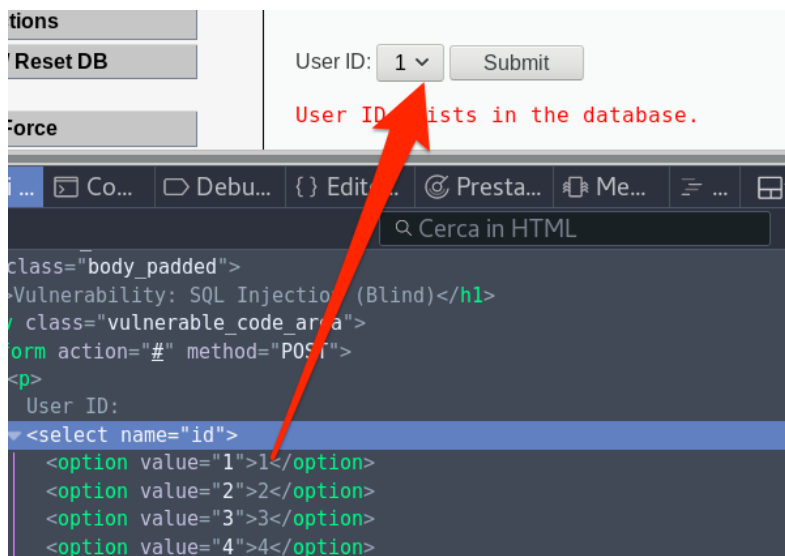 tions
Reset DB
User ID: 1 Submit
User ID exists in the database.
Force
i ... Co... Debu... {} Edito... Presta... Me... ...
Cerca in HTML
class="body_padded">
>Vulnerability: SQL Injection (Blind)</h1>
class="vulnerable_code_area">
form action="#" method="POST">
<p>
User ID:
<select name="id">
<option value="1">1</option>
<option value="2">2</option>
<option value="3">3</option>
<option value="4">4</option>